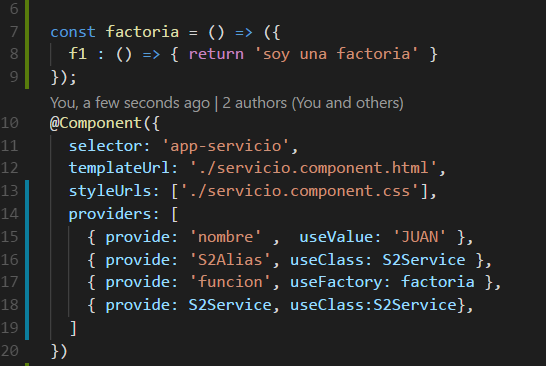 6
7 const factoria = () => ({
8 f1 : () => { return 'soy una factoria' }
9 });
You, a few seconds ago | 2 authors (You and others)
10 @Component({
11 selector: 'app-servicio',
12 templateUrl: './servicio.component.html',
13 styleUrls: ['./servicio.component.css'],
14 providers: [
15 { provide: 'nombre' ,  useValue: 'JUAN' },
16 { provide: 'S2Alias', useClass: S2Service },
17 { provide: 'funcion', useFactory: factoria },
18 { provide: S2Service, useClass:S2Service},
19 ]
20 })